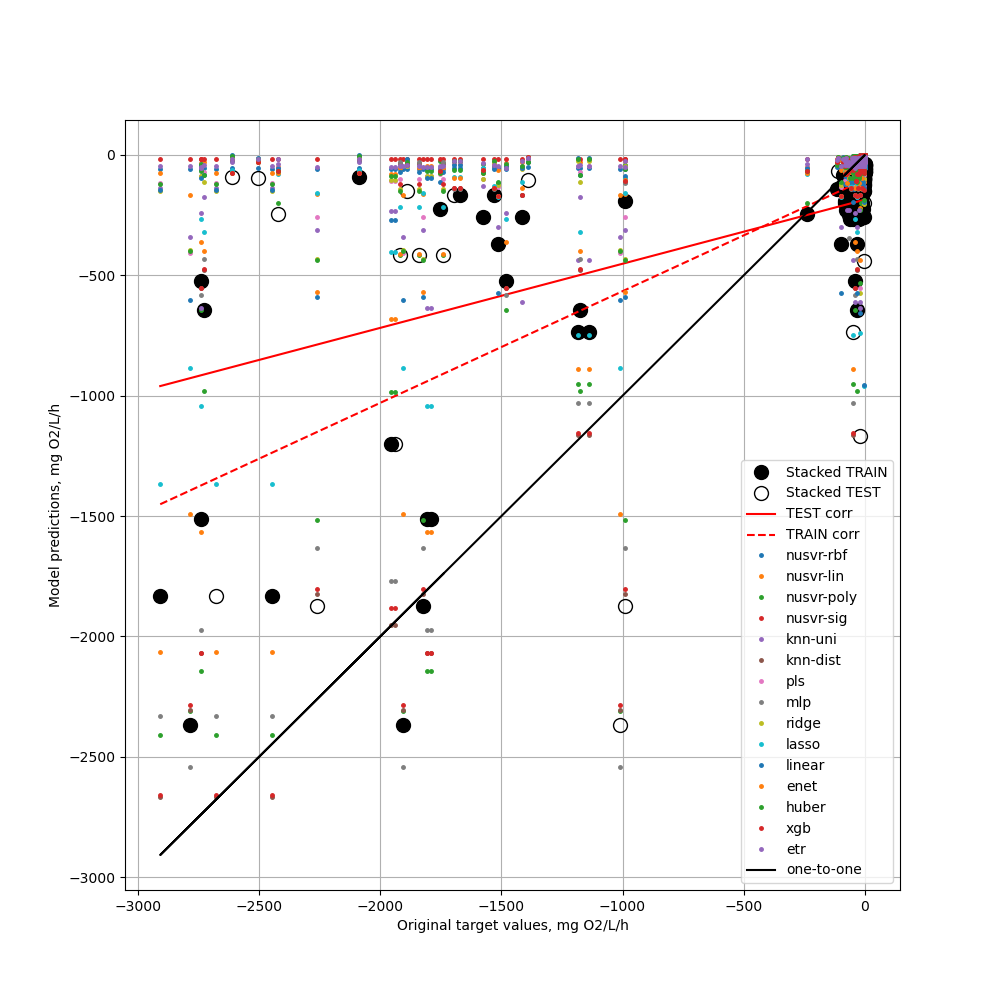 0
−500
−1000
−1500
−2000
−2500
−3000
Model predictions, mg O2/L/h
−3000 −2500 −2000 −1500 −1000 −500 0
Original target values, mg O2/L/h
Stacked TRAIN
Stacked TEST
TEST corr
TRAIN corr
nusvr-rbf
nusvr-lin
nusvr-poly
nusvr-sig
knn-uni
knn-dist
pls
mlp
ridge
lasso
linear
enet
huber
xgb
etr
one-to-one